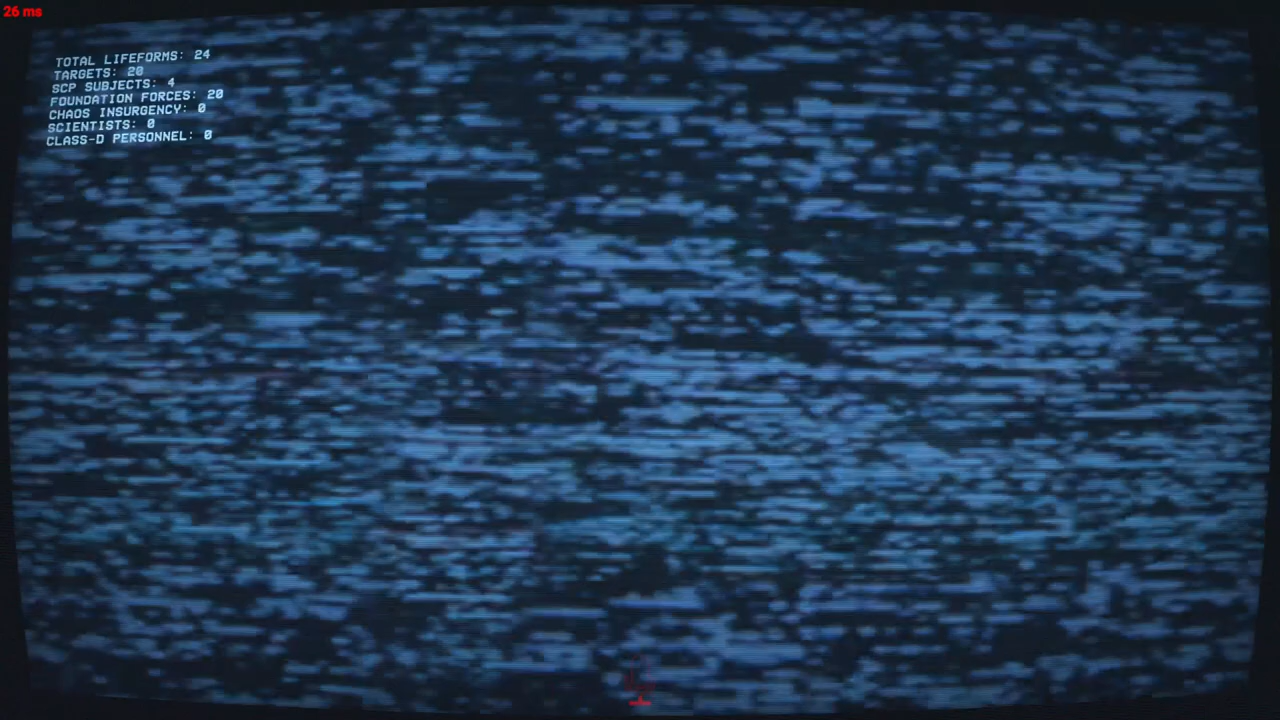 26 ms
TOTAL LIFEFORMS: 24
TARGETS: 20
SCP SUBJECTS: 4
FOUNDATION FORCES: 20
CHAOS INSURGENCY: 0
SCIENTISTS: 0
CLASS-D PERSONNEL: 0